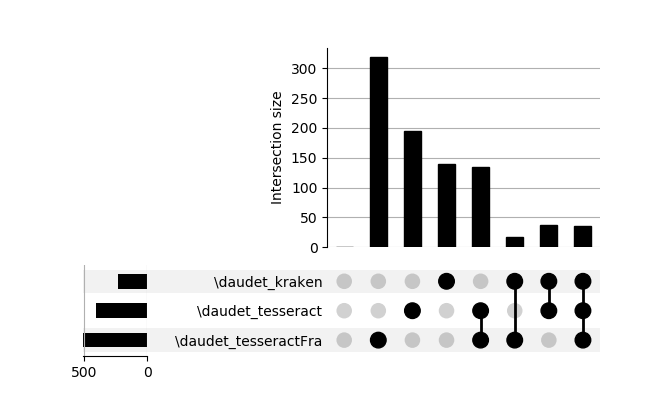 300
250
200
150
100
50
0
Intersection size
\daudet_kraken
\daudet_tesseract
\daudet_tesseractFra
500 0